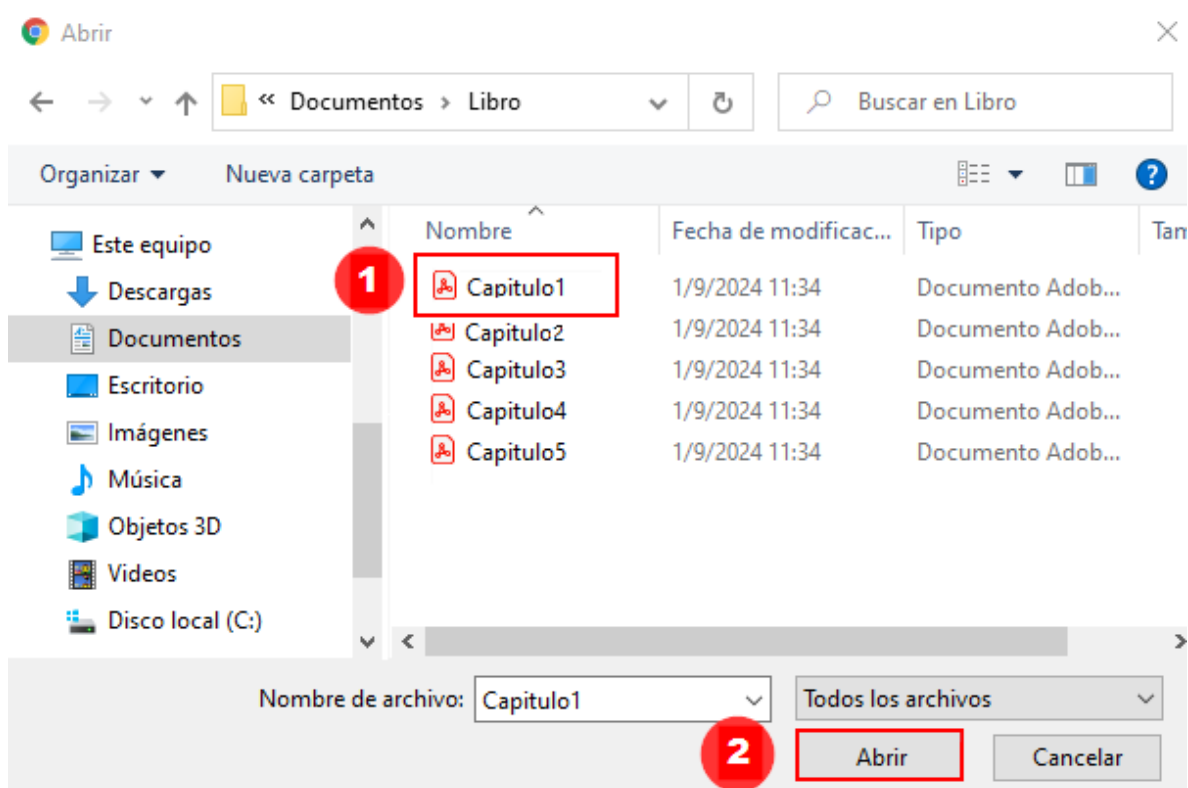 Abrir
« Documentos > Libro
Buscar en Libro
Organizar Nueva carpeta
Nombre Fecha de modificac... Tipo Tam
Este equipo
Descargas
Documentos
Escritorio
Imágenes
Música
Objetos 3D
Videos
Disco local (C:)
1 Capitulo1 1/9/2024 11:34 Documento Adob...
Capitulo2 1/9/2024 11:34 Documento Adob...
Capitulo3 1/9/2024 11:34 Documento Adob...
Capitulo4 1/9/2024 11:34 Documento Adob...
Capitulo5 1/9/2024 11:34 Documento Adob...
Nombre de archivo: Capitulo1 Todos los archivos
2 Abrir Cancelar